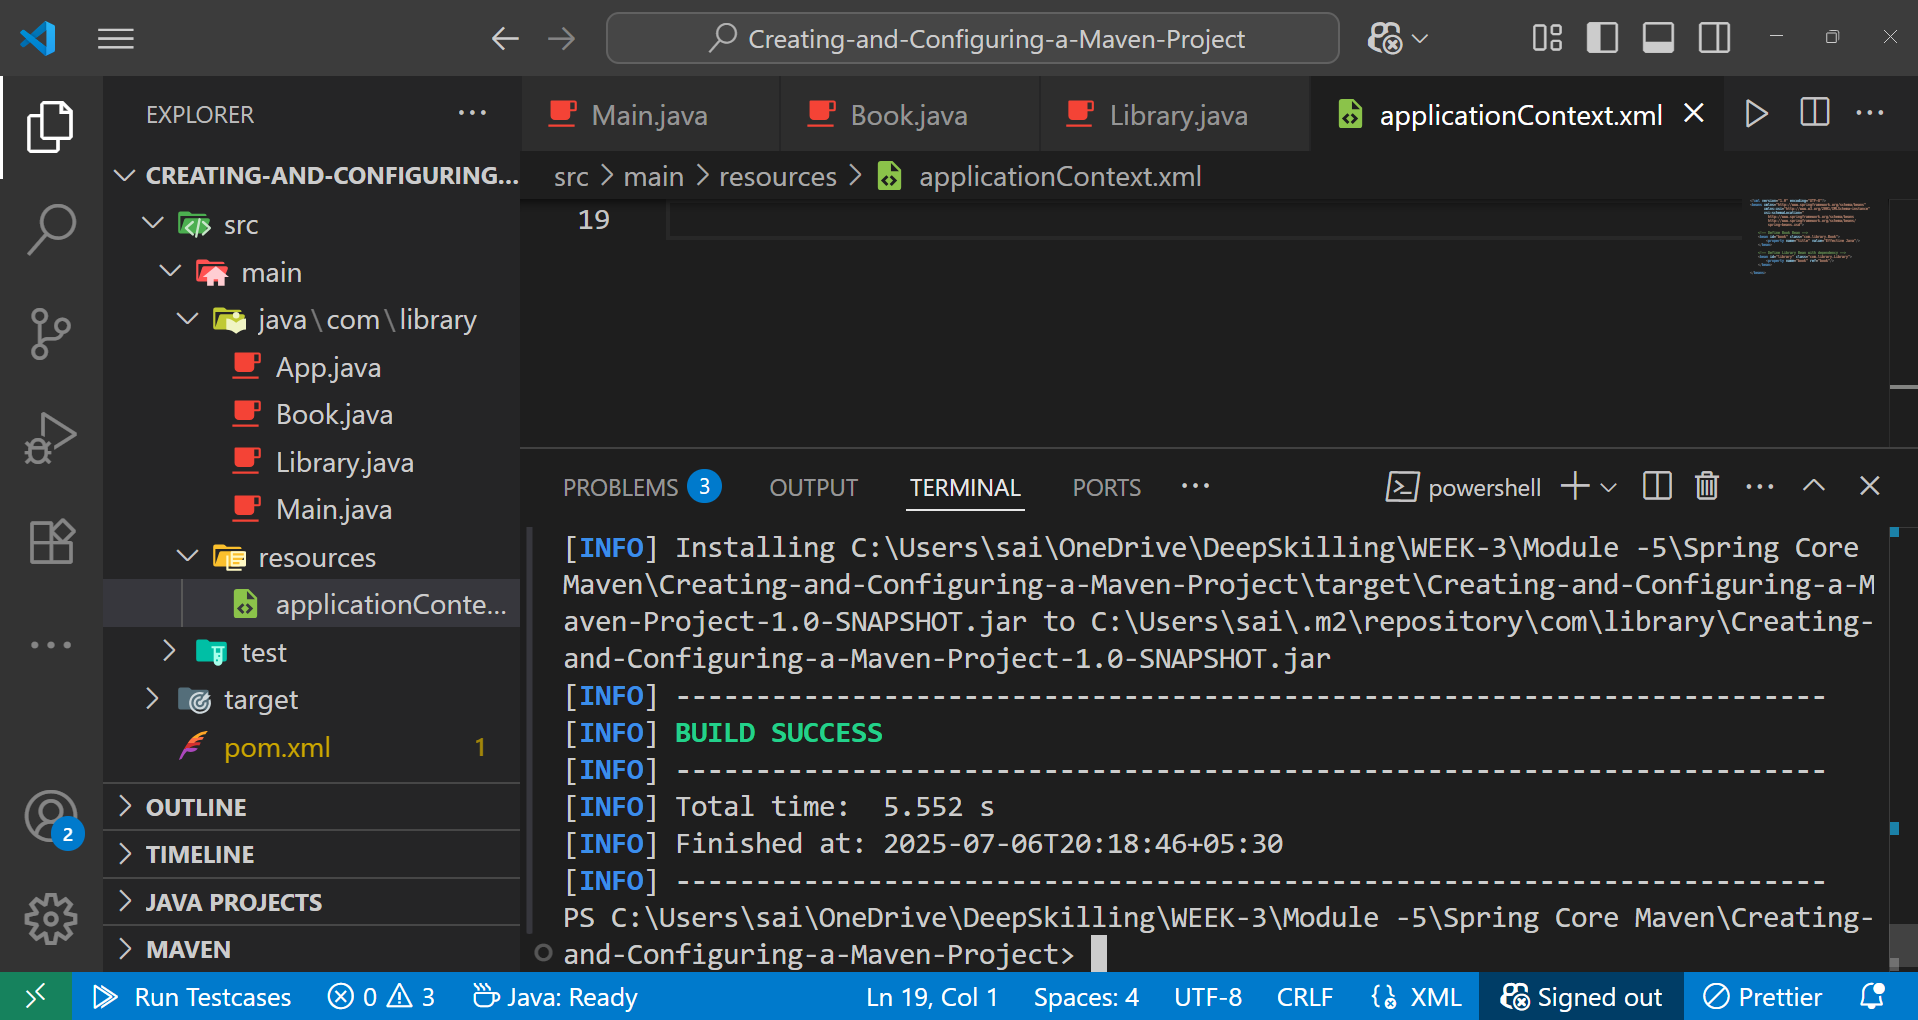 Creating-and-Configuring-a-Maven-Project
EXPLORER
CREATING-AND-CONFIGURING...
src
main
java\com\library
App.java
Book.java
Library.java
Main.java
resources
applicationConte...
test
target
pom.xml 1
OUTLINE
TIMELINE
JAVA PROJECTS
MAVEN
2
Main.java
Book.java
Library.java
applicationContext.xml
src > main > resources > applicationContext.xml
19
PROBLEMS 3
OUTPUT
TERMINAL
PORTS
powershell
[INFO] Installing C:\Users\sai\OneDrive\DeepSkilling\WEEK-3\Module -5\Spring Core
Maven\Creating-and-Configuring-a-Maven-Project\target\Creating-and-Configuring-a-M
aven-Project-1.0-SNAPSHOT.jar to C:\Users\sai\.m2\repository\com\library\Creating-
and-Configuring-a-Maven-Project-1.0-SNAPSHOT.jar
[INFO] ------------------------------------------------------------------------
[INFO] BUILD SUCCESS
[INFO] ------------------------------------------------------------------------
[INFO] Total time:  5.552 s
[INFO] Finished at: 2025-07-06T20:18:46+05:30
[INFO] ------------------------------------------------------------------------
PS C:\Users\sai\OneDrive\DeepSkilling\WEEK-3\Module -5\Spring Core Maven\Creating-
and-Configuring-a-Maven-Project>
Run Testcases 0 3 Java: Ready Ln 19, Col 1 Spaces: 4 UTF-8 CRLF XML Signed out Prettier